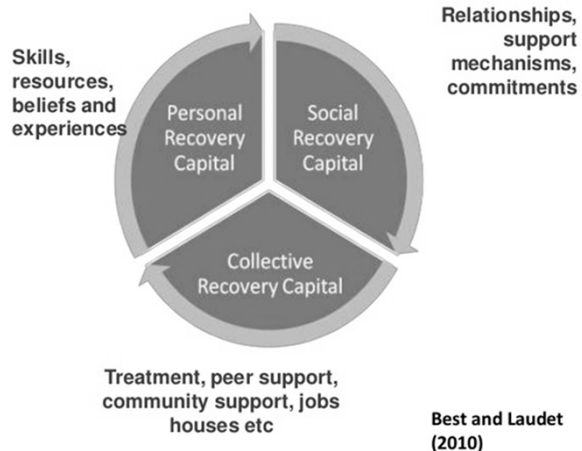 Relationships,
support
mechanisms,
commitments
Skills,
resources,
beliefs and
experiences
Personal
Recovery
Capital
Social
Recovery
Capital
Collective
Recovery Capital
Treatment, peer support,
community support, jobs
houses etc
Best and Laudet
(2010)